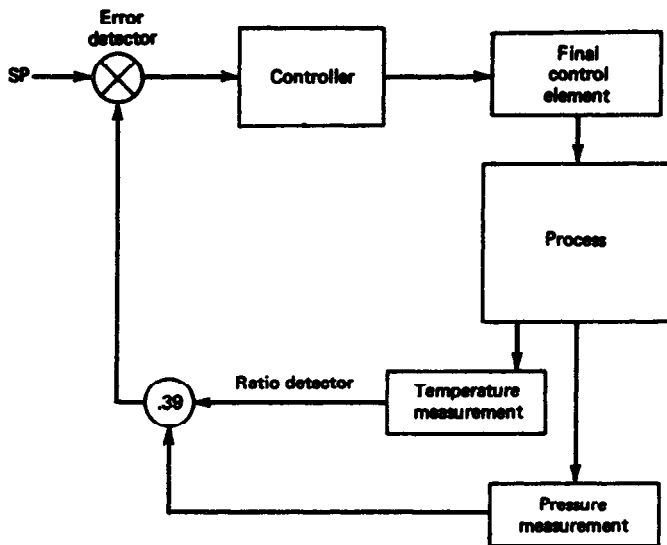 Error
detector
SP
Controller
Final
control
element
Process
Ratio detector
.39
Temperature
measurement
Pressure
measurement